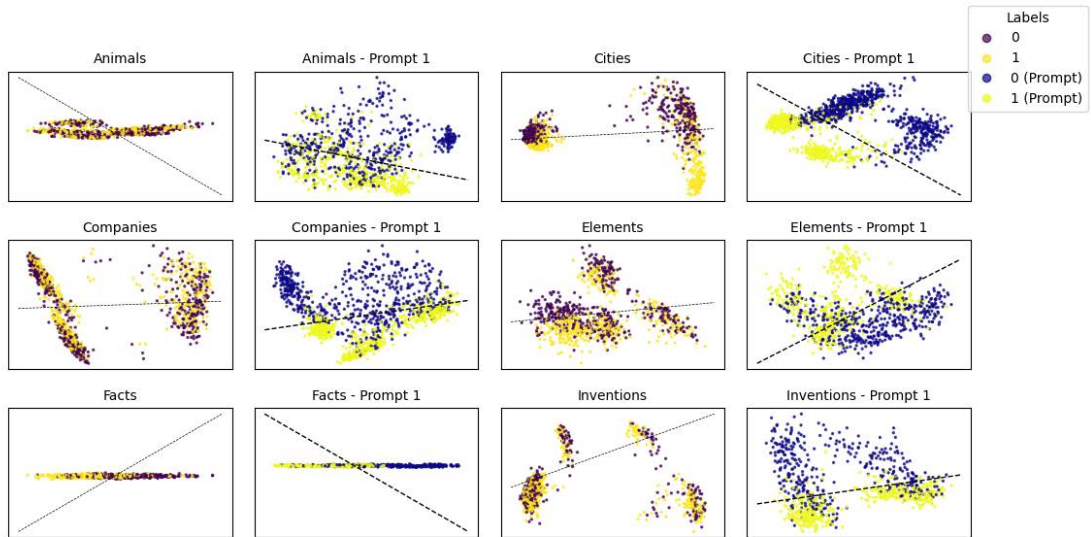 Labels
0
1
0 (Prompt)
1 (Prompt)
Animals
Animals - Prompt 1
Cities
Cities - Prompt 1
Companies
Companies - Prompt 1
Elements
Elements - Prompt 1
Facts
Facts - Prompt 1
Inventions
Inventions - Prompt 1